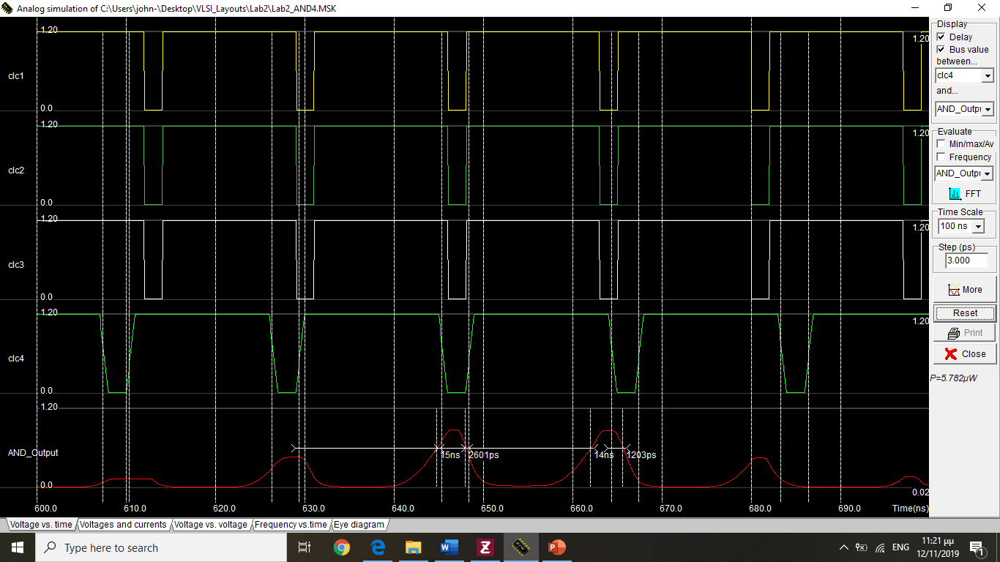 Analog simulation of C:\Users\john-\Desktop\VLSI_Layouts\Lab2\Lab2_AND4.MSK
1.20
1.20
clc1
0.0
1.20
1.20
clc2
0.0
1.20
1.20
clc3
0.0
1.20
1.20
clc4
0.0
1.20
AND_Output
15ns
2601ps
14ns
1203ps
0.0
0.02
600.0
610.0
620.0
630.0
640.0
650.0
660.0
670.0
680.0
690.0
Time(ns)
Display
Delay
Bus value
between...
clc4
and...
AND_Outpu
Evaluate
Min/max/Av
Frequency
AND_Outpu
FFT
Time Scale
100 ns
Step (ps)
3.000
More
Reset
Print
Close
P=5.782µW
Voltage vs. time
Voltages and currents
Voltage vs. voltage
Frequency vs.time
Eye diagram
Type here to search
ENG
11:21 μμ
12/11/2019
1